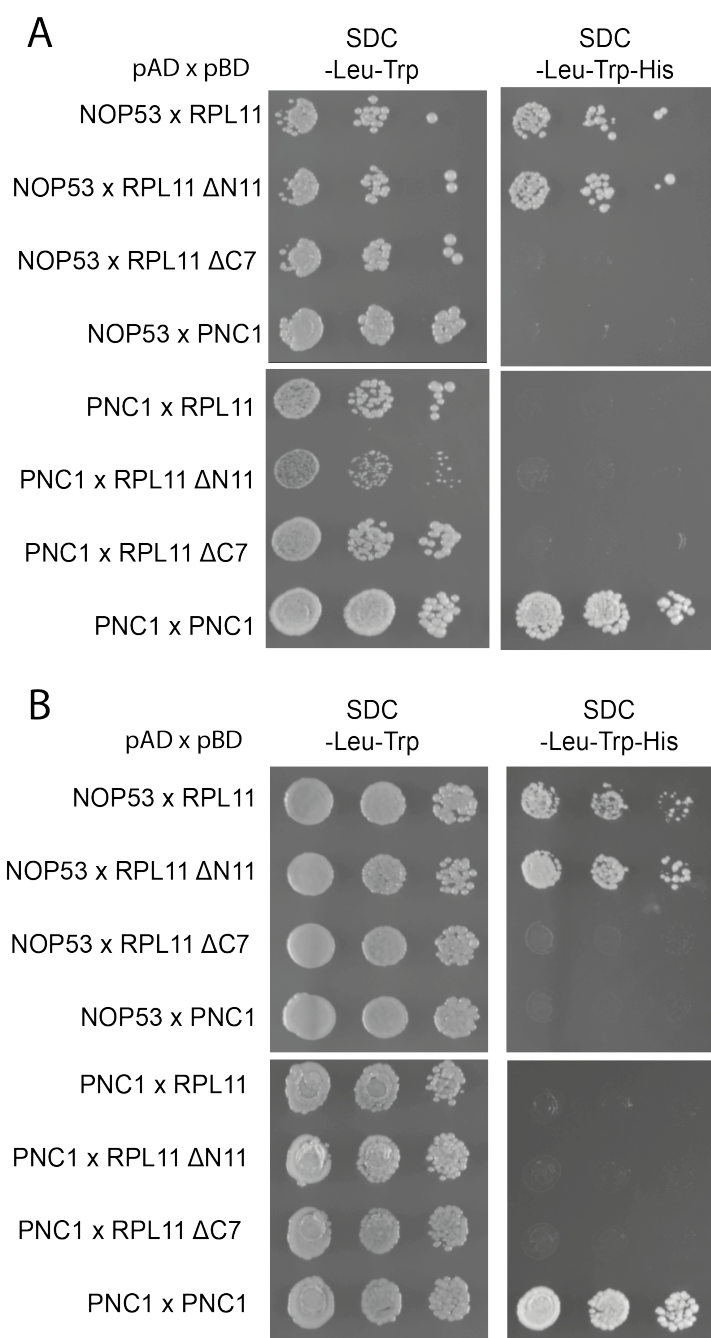 A
pAD x pBD
SDC
-Leu-Trp
SDC
-Leu-Trp-His
NOP53 x RPL11
NOP53 x RPL11 ΔN11
NOP53 x RPL11 ΔC7
NOP53 x PNC1
PNC1 x RPL11
PNC1 x RPL11 ΔN11
PNC1 x RPL11 ΔC7
PNC1 x PNC1
B
pAD x pBD
SDC
-Leu-Trp
SDC
-Leu-Trp-His
NOP53 x RPL11
NOP53 x RPL11 ΔN11
NOP53 x RPL11 ΔC7
NOP53 x PNC1
PNC1 x RPL11
PNC1 x RPL11 ΔN11
PNC1 x RPL11 ΔC7
PNC1 x PNC1